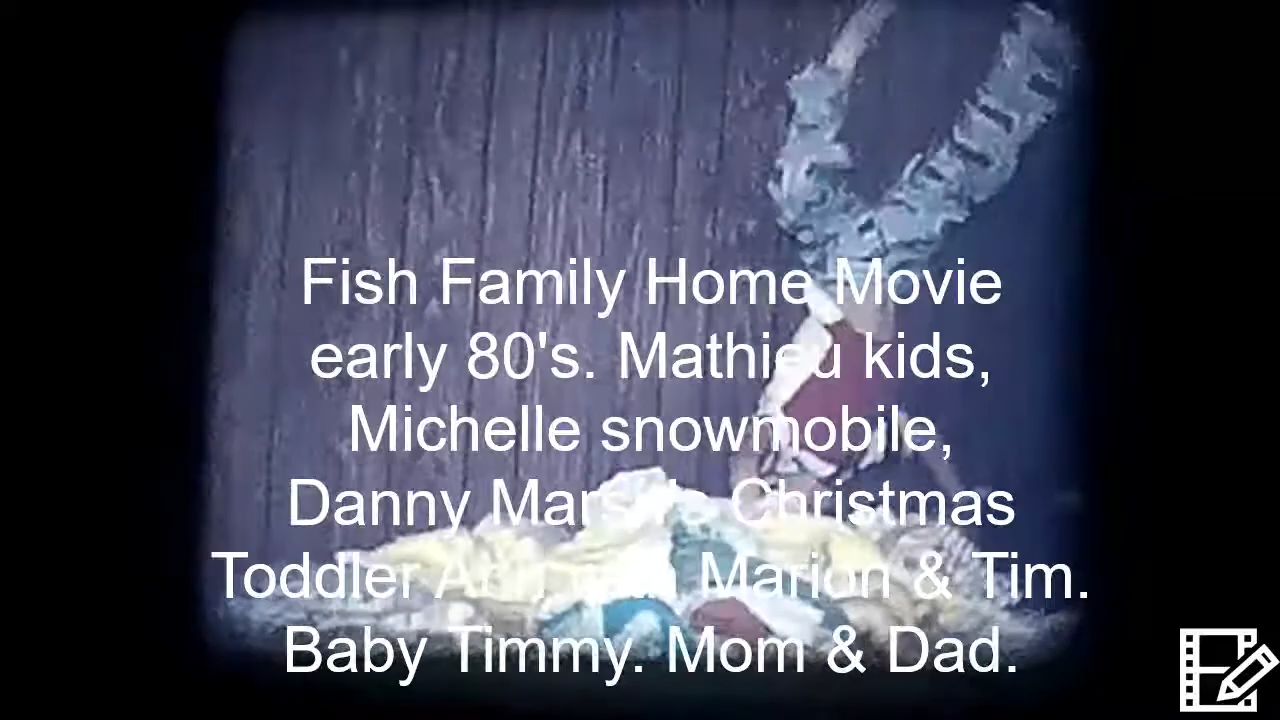 Fish Family Home Movie
early 80's. Mathieu kids,
Michelle snowmobile,
Danny Christmas
Toddler Marion & Tim.
Baby Timmy. Mom & Dad.